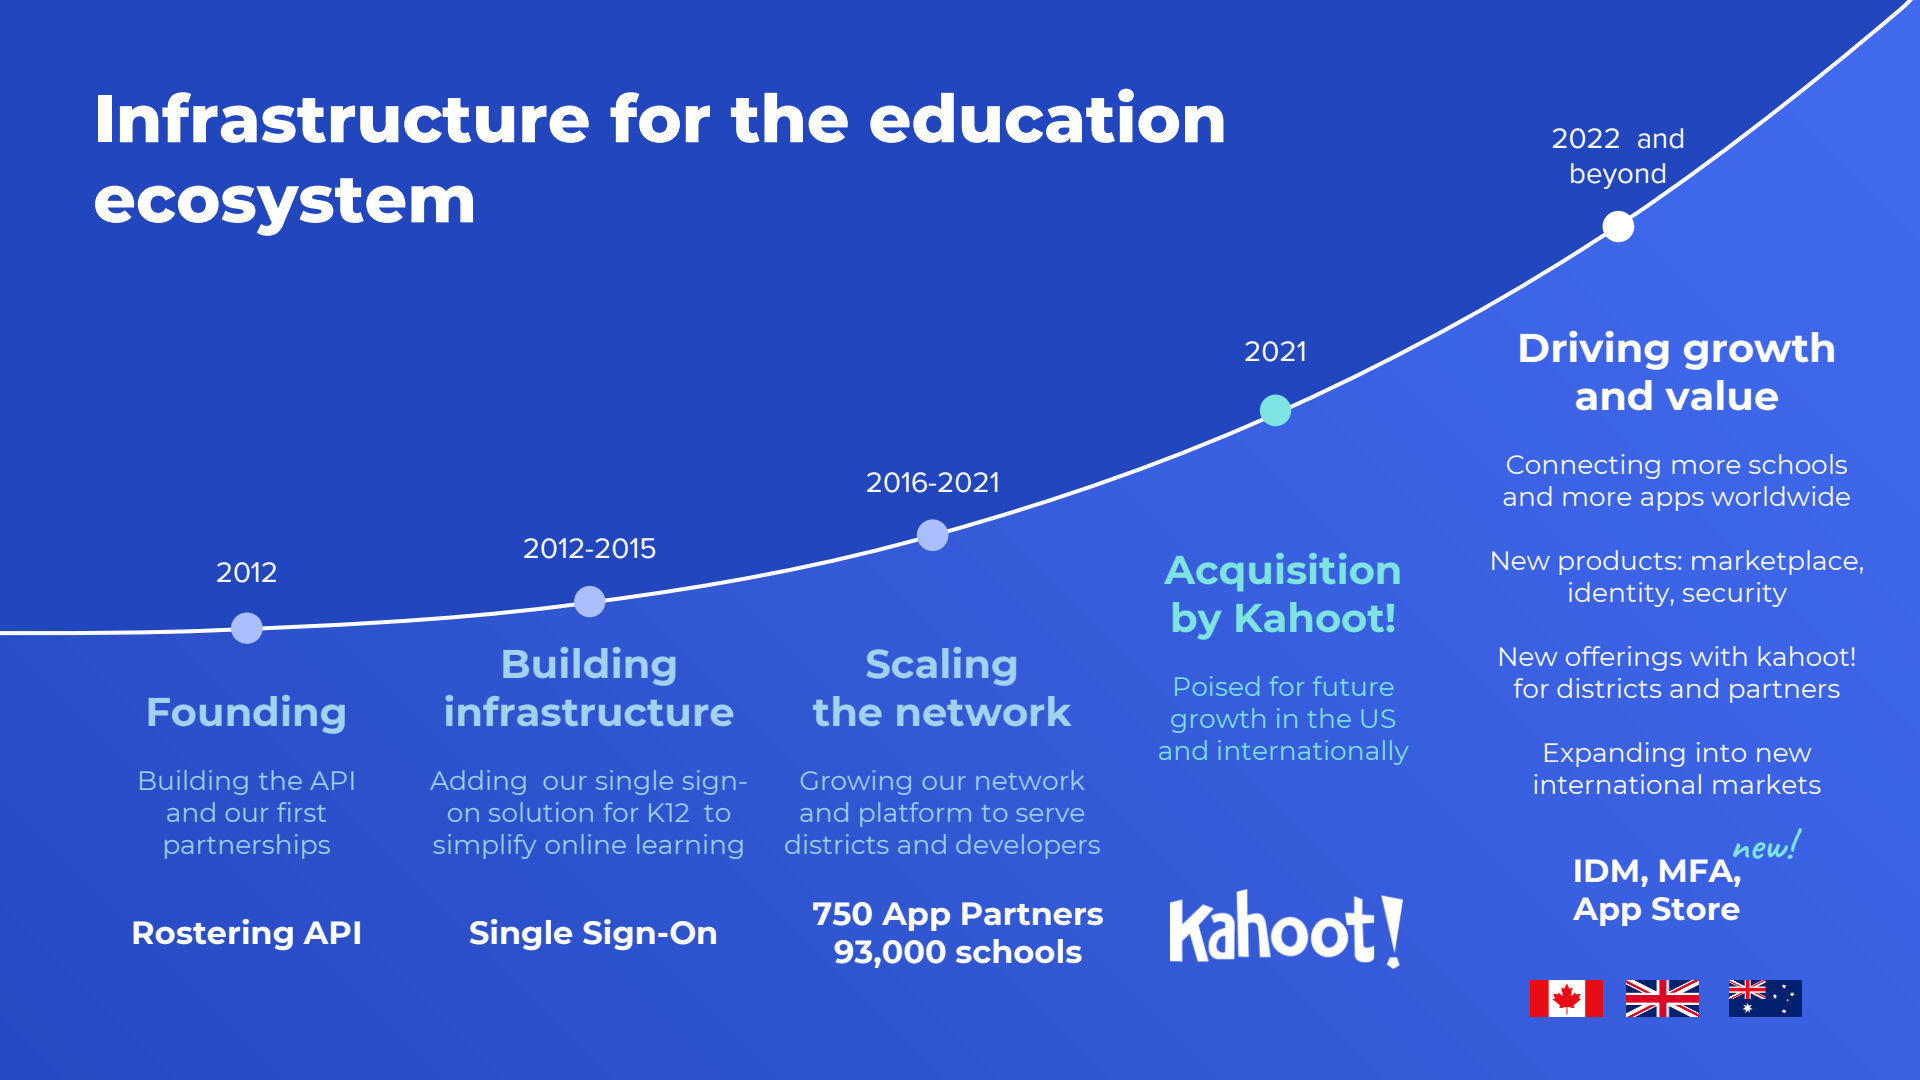 Infrastructure for the education
ecosystem
2012
Founding
Building the API
and our first
partnerships
Rostering API
2012-2015
Building
infrastructure
Adding  our single sign-
on solution for K12  to
simplify online learning
Single Sign-On
2016-2021
Scaling
the network
Growing our network
and platform to serve
districts and developers
750 App Partners
93,000 schools
2021
Acquisition
by Kahoot!
Poised for future
growth in the US
and internationally
Kahoot!
2022  and
beyond
Driving growth
and value
Connecting more schools
and more apps worldwide
New products: marketplace,
identity, security
New offerings with kahoot!
for districts and partners
Expanding into new
international markets
new!
IDM, MFA,
App Store